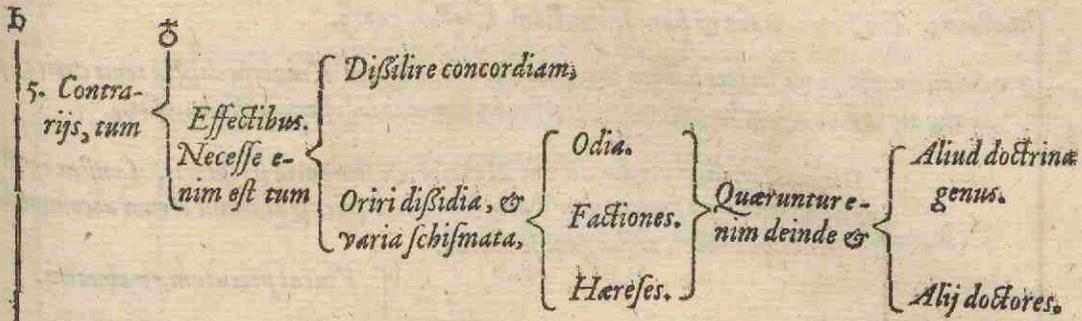 h
♁
5. Contra-
rijs, tum
Effectibus.
Necesse e-
nim est tum
Dißilire concordiam,
Oriri dißidia, &
varia schismata,
Odia.
Factiones.
Hæreses.
Quæruntur e-
nim deinde &
Aliud doctrinæ
genus.
Alij doctores.